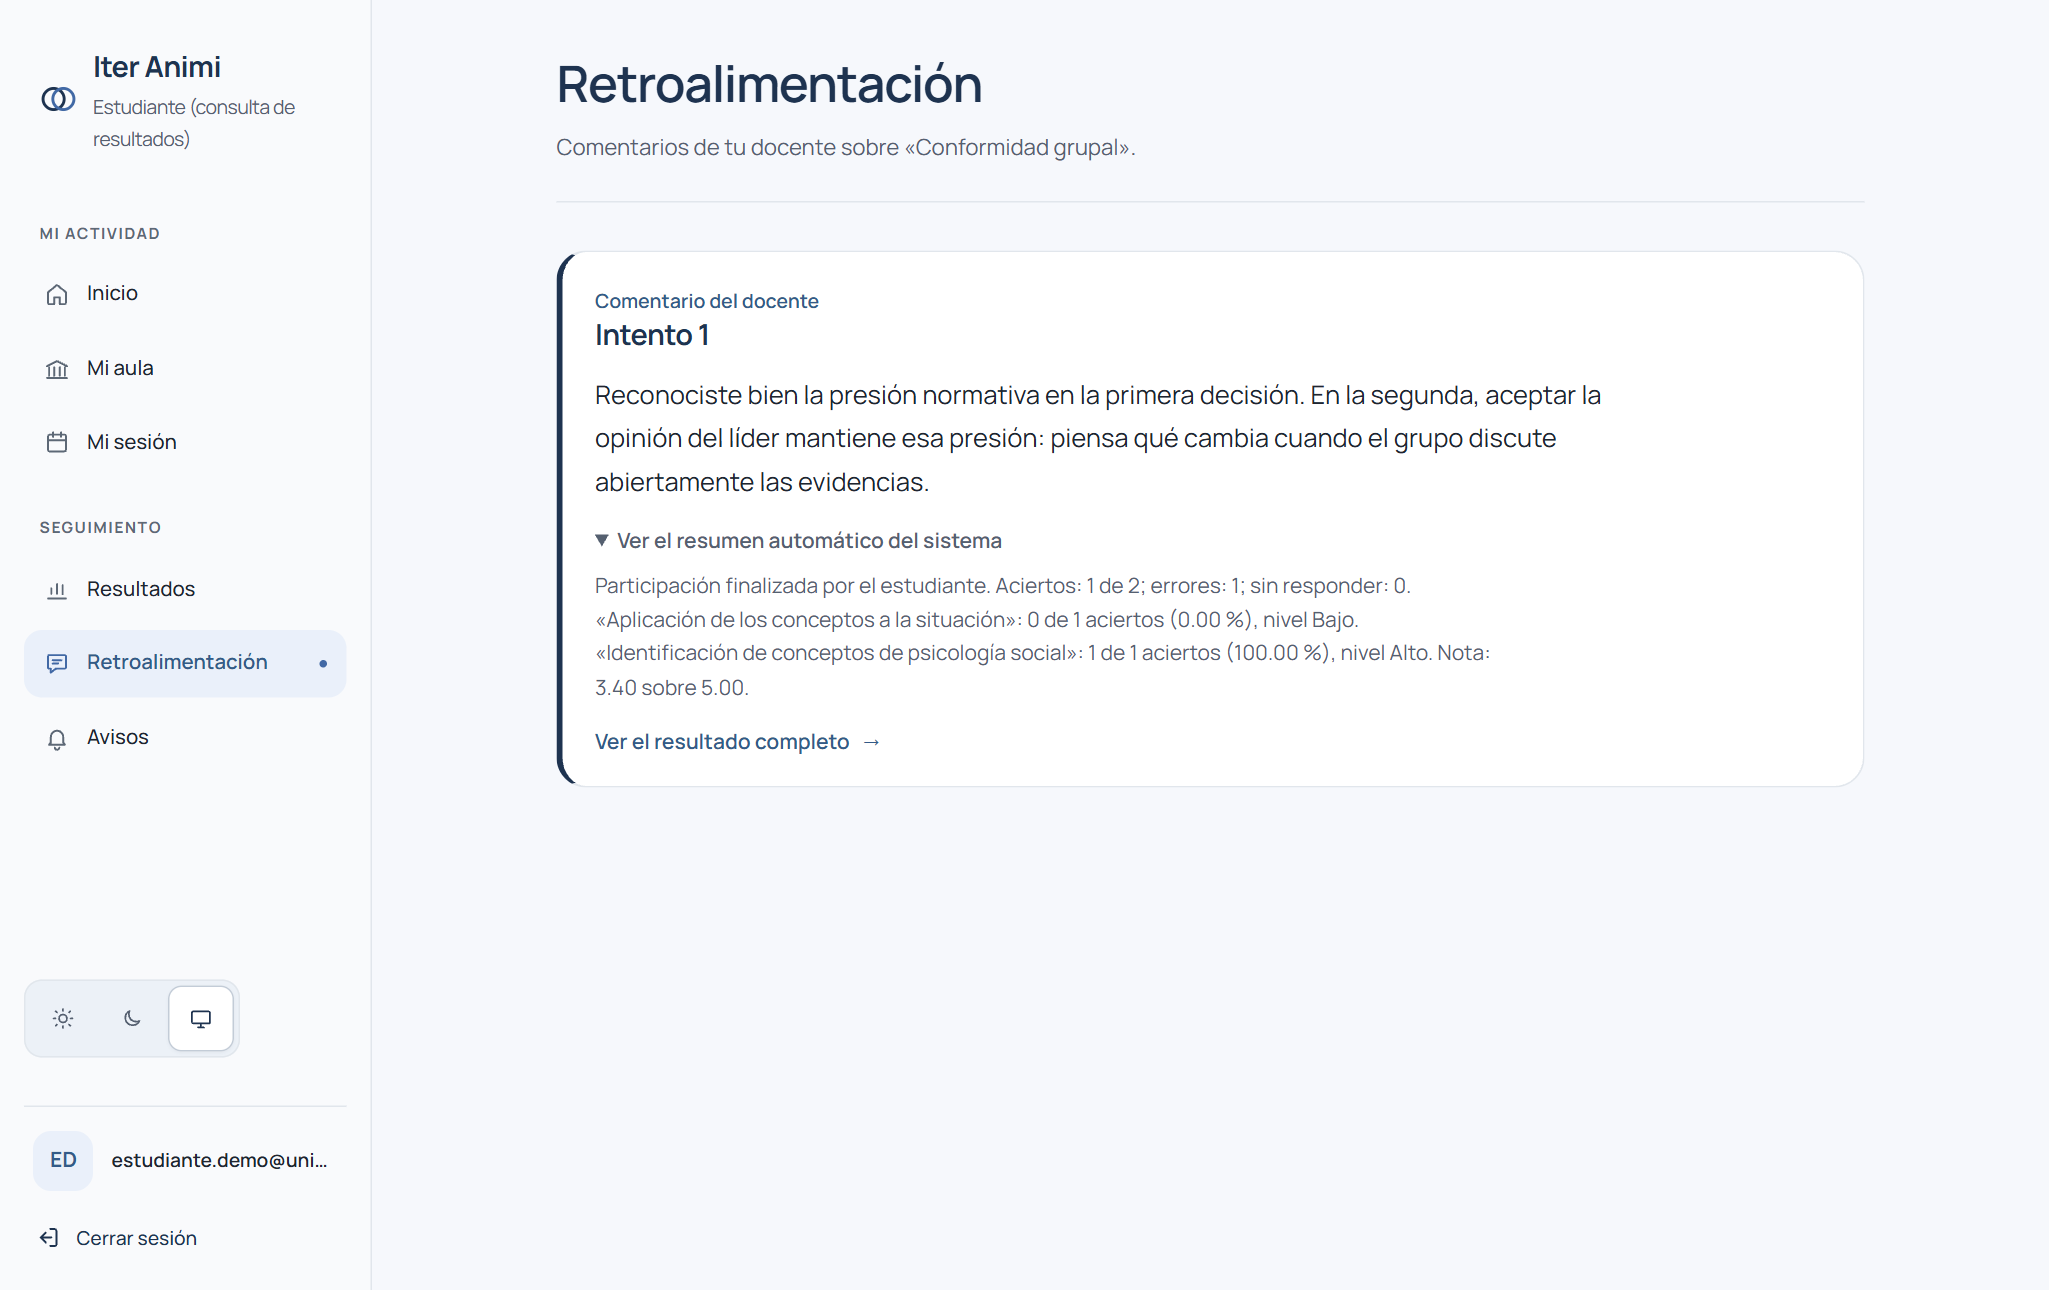 Iter Animi
Estudiante (consulta de
resultados)
MI ACTIVIDAD
Inicio
Mi aula
Mi sesión
SEGUIMIENTO
Resultados
Retroalimentación
Avisos
ED
estudiante.demo@uni...
Cerrar sesión
Retroalimentación
Comentarios de tu docente sobre «Conformidad grupal».
Comentario del docente
Intento 1
Reconociste bien la presión normativa en la primera decisión. En la segunda, aceptar la
opinión del líder mantiene esa presión: piensa qué cambia cuando el grupo discute
abiertamente las evidencias.
▼ Ver el resumen automático del sistema
Participación finalizada por el estudiante. Aciertos: 1 de 2; errores: 1; sin responder: 0.
«Aplicación de los conceptos a la situación»: 0 de 1 aciertos (0.00 %), nivel Bajo.
«Identificación de conceptos de psicología social»: 1 de 1 aciertos (100.00 %), nivel Alto. Nota:
3.40 sobre 5.00.
Ver el resultado completo →